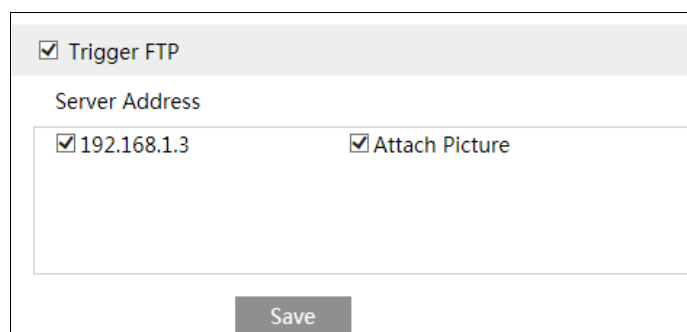 Trigger FTP
Server Address
192.168.1.3 Attach Picture
Save